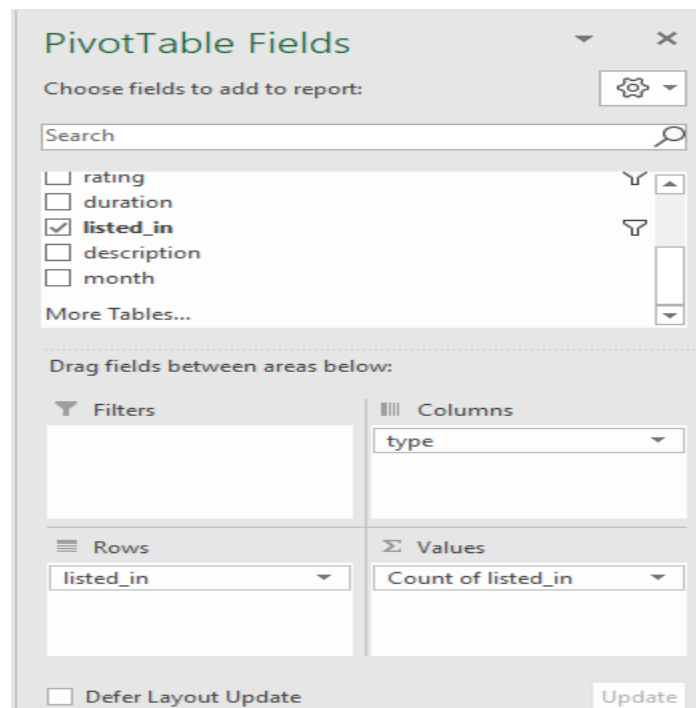 PivotTable Fields
Choose fields to add to report:
Search
rating
duration
listed_in
description
month
More Tables...
Drag fields between areas below:
Filters
Columns
type
Rows
Values
listed_in
Count of listed_in
Defer Layout Update
Update